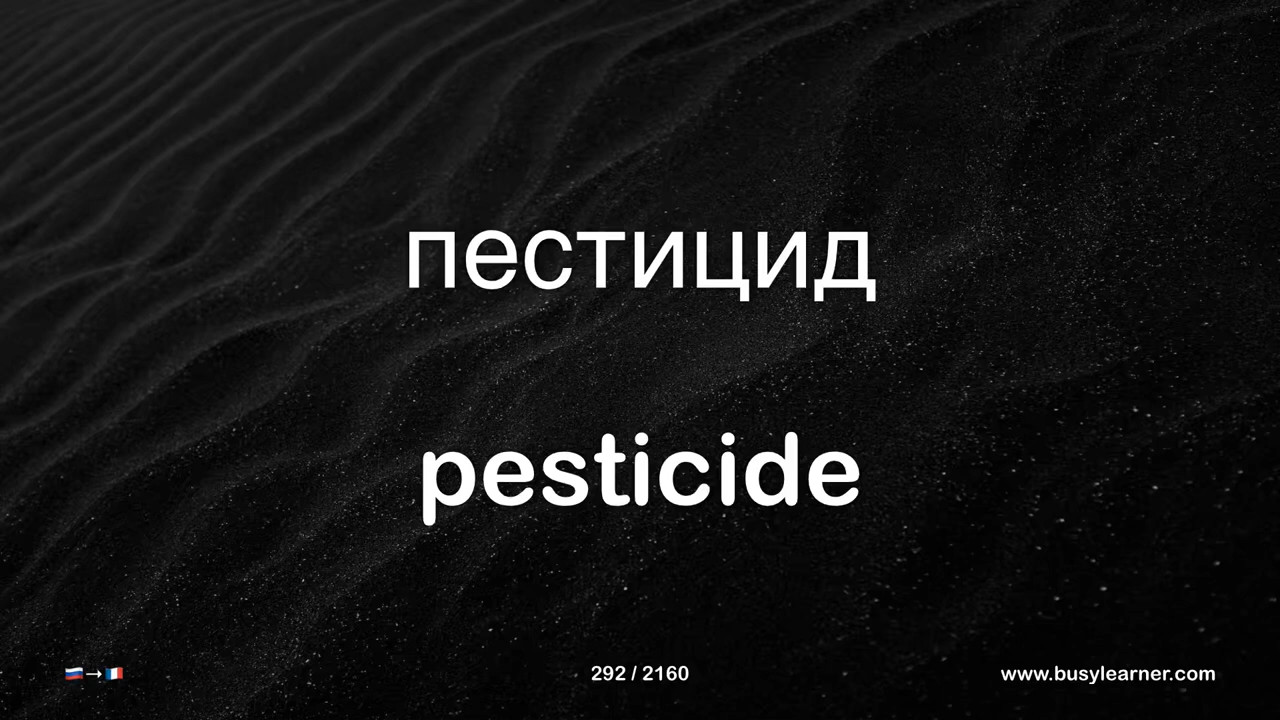 пестицид
pesticide
🇷🇺→🇫🇷
292 / 2160
www.busylearner.com